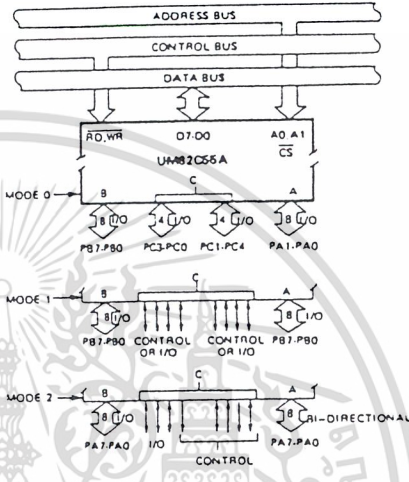 ADDRESS BUS
CONTROL BUS
DATA BUS
RD, WR D7-D0 A0, A1
CS
UM82C55A
MODE 0 B C A
8 I/O 4 I/O 4 I/O 8 I/O
PB7-PB0 PC3-PC0 PC1-PC4 PA1-PA0
C
MODE 1 B A
8 I/O 8 I/O
PB7-PB0 CONTROL OR I/O CONTROL OR I/O PB7-PB0
C
MODE 2 B A
8 I/O 8 BI-DIRECTIONAL
PA7-PA0 I/O PA7-PA0
CONTROL